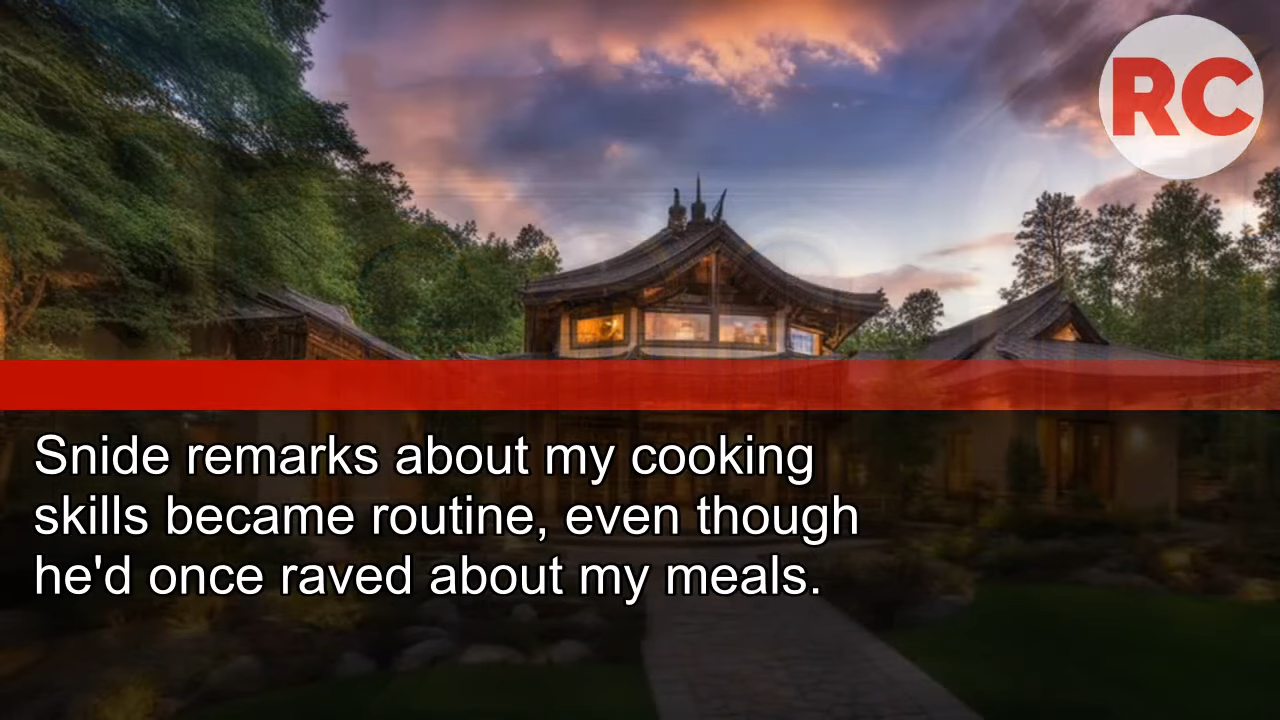 RC
Snide remarks about my cooking
skills became routine, even though
he'd once raved about my meals.